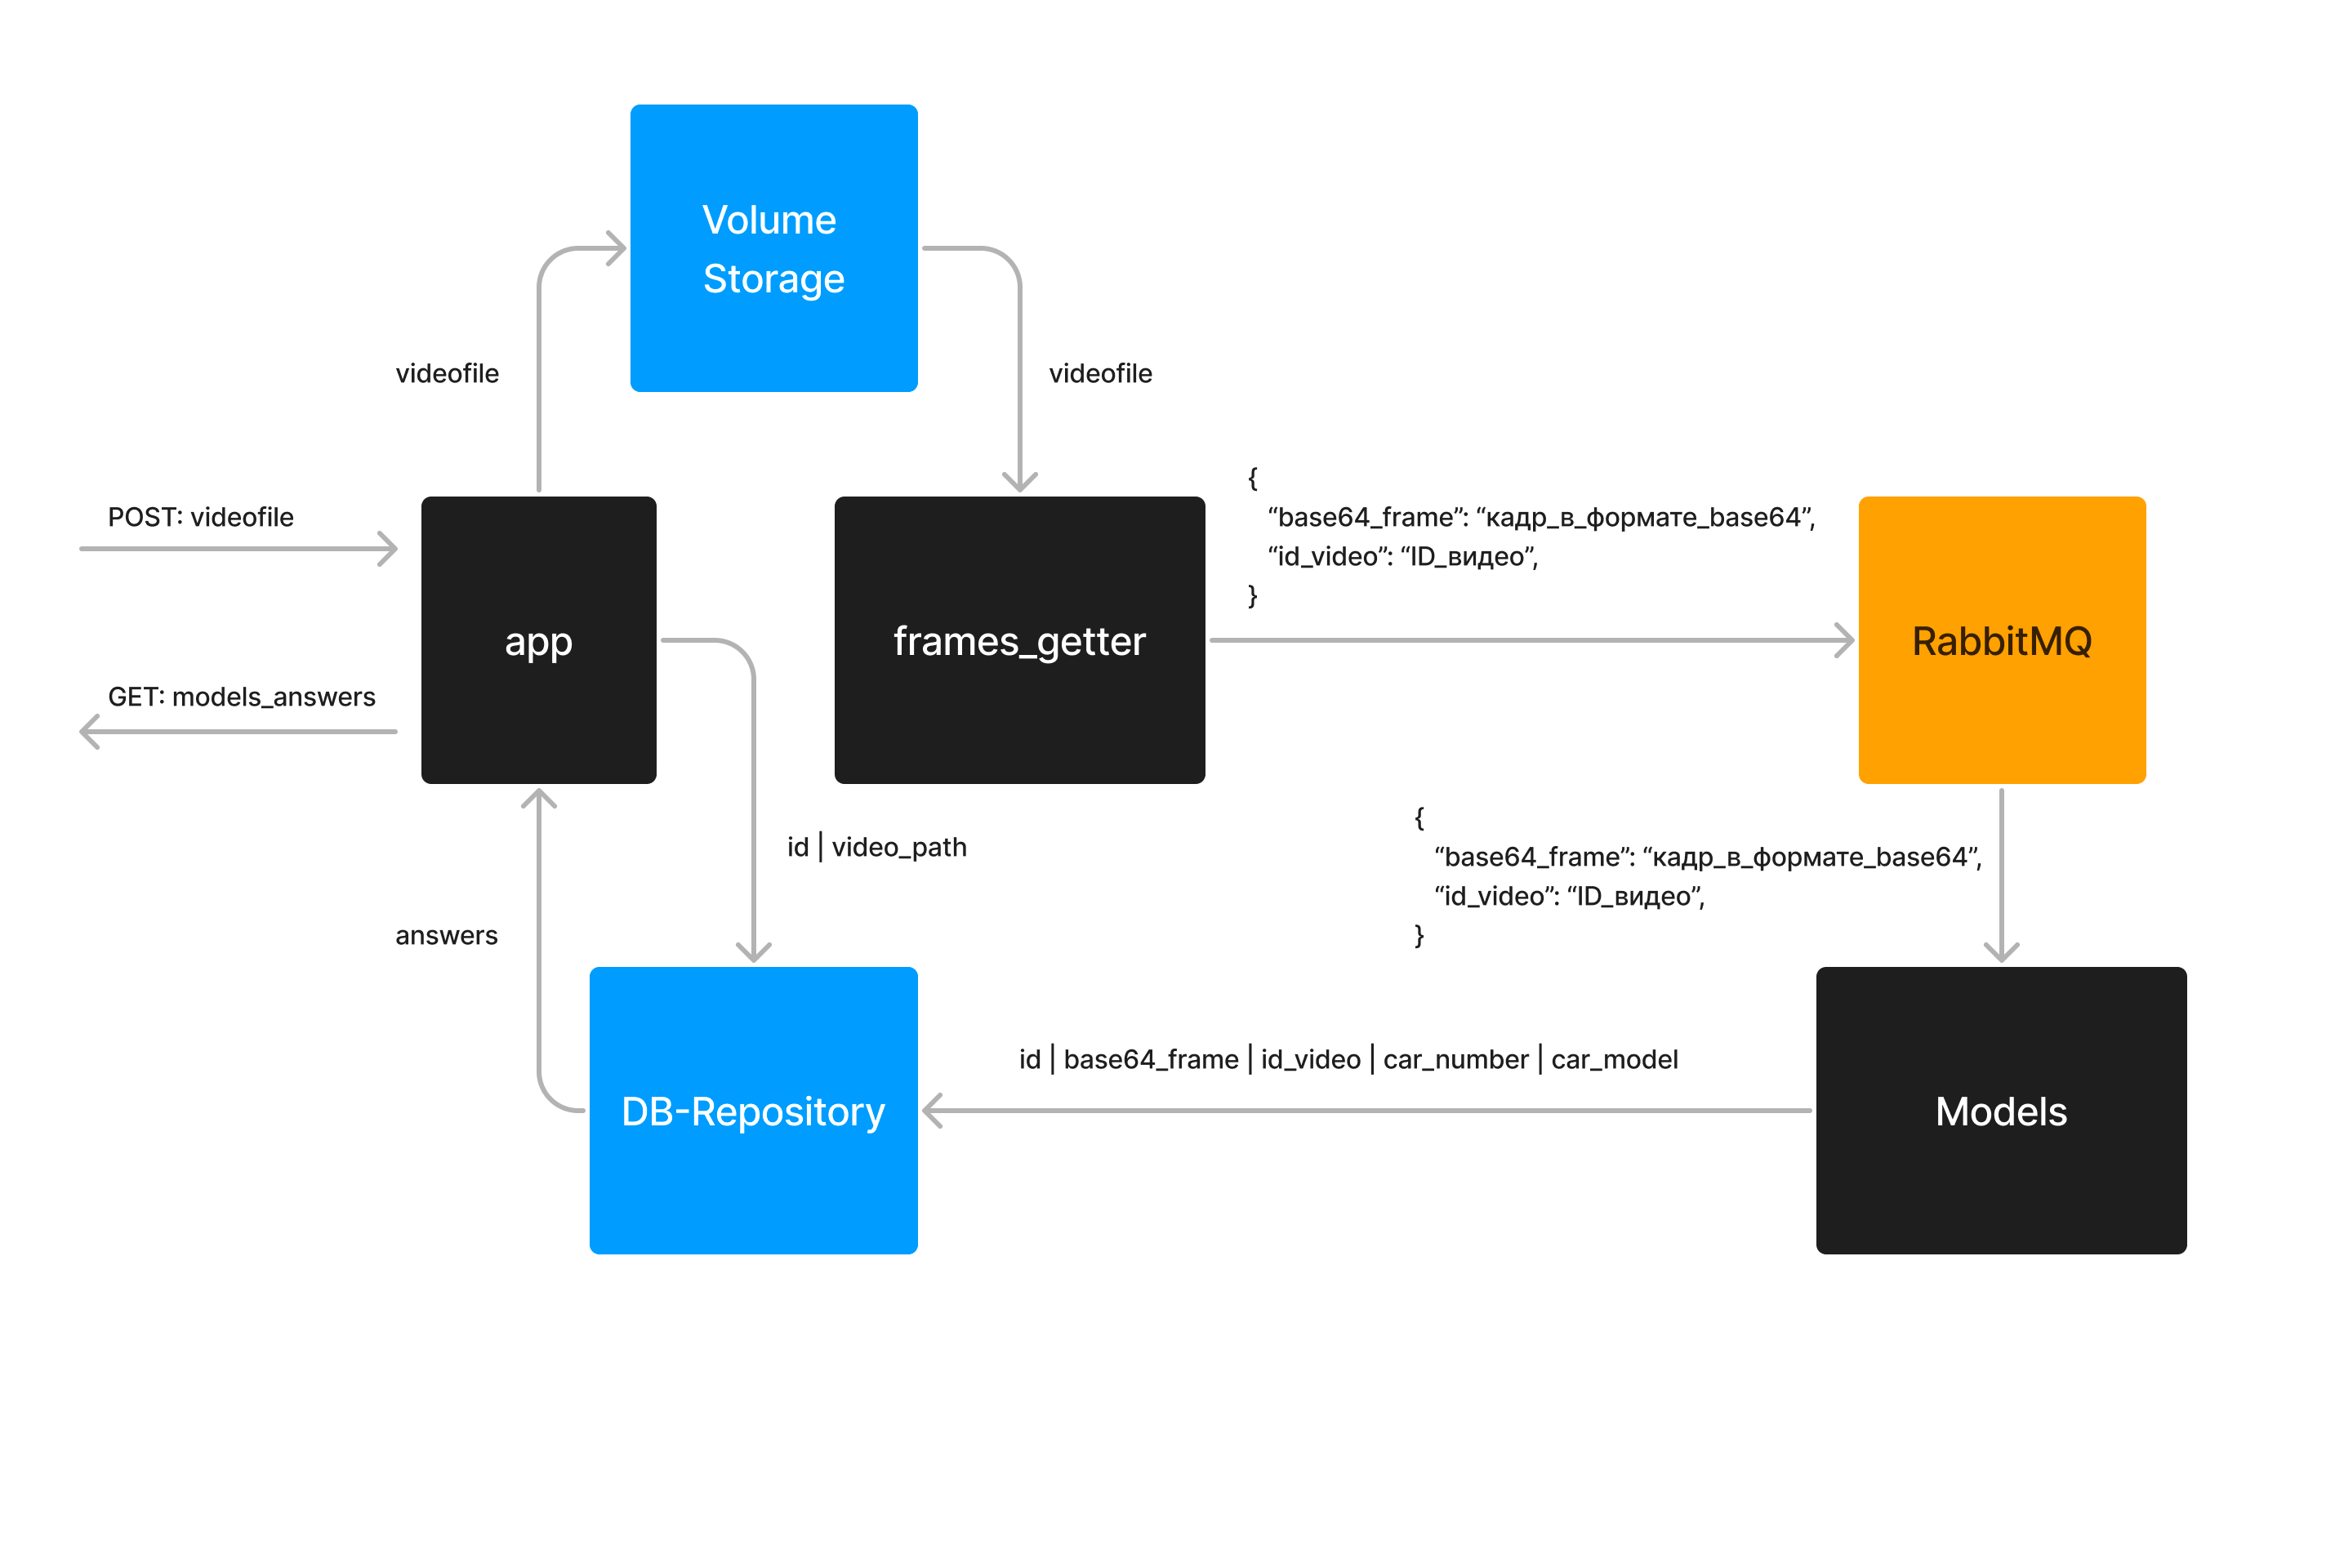 Volume
Storage
videofile
videofile
POST: videofile
GET: models_answers
app
frames_getter
{
“base64_frame”: “кадр_в_формате_base64”,
“id_video”: “ID_видео”,
}
RabbitMQ
id | video_path
{
“base64_frame”: “кадр_в_формате_base64”,
“id_video”: “ID_видео”,
}
answers
DB-Repository
id | base64_frame | id_video | car_number | car_model
Models